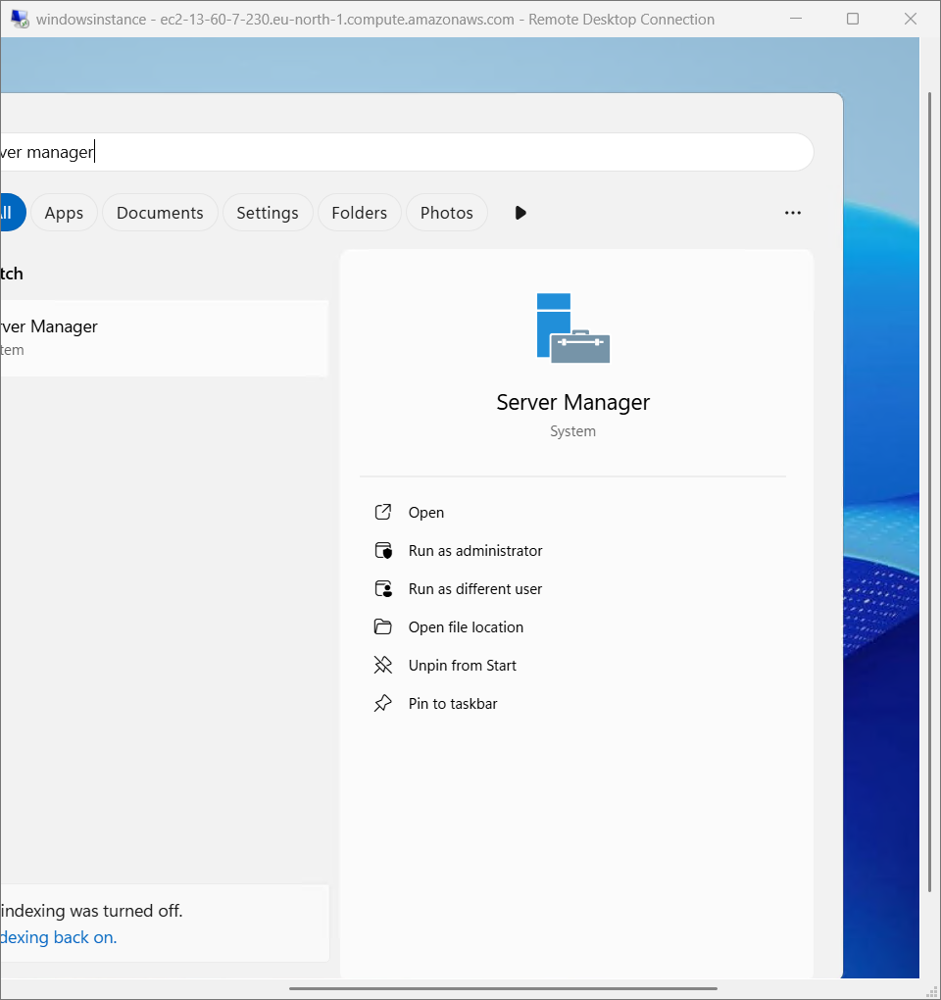 windowsinstance - ec2-13-60-7-230.eu-north-1.compute.amazonaws.com - Remote Desktop Connection
ver manager
ll Apps Documents Settings Folders Photos
tch
rver Manager
tem
Server Manager
System
Open
Run as administrator
Run as different user
Open file location
Unpin from Start
Pin to taskbar
indexing was turned off.
dexing back on.